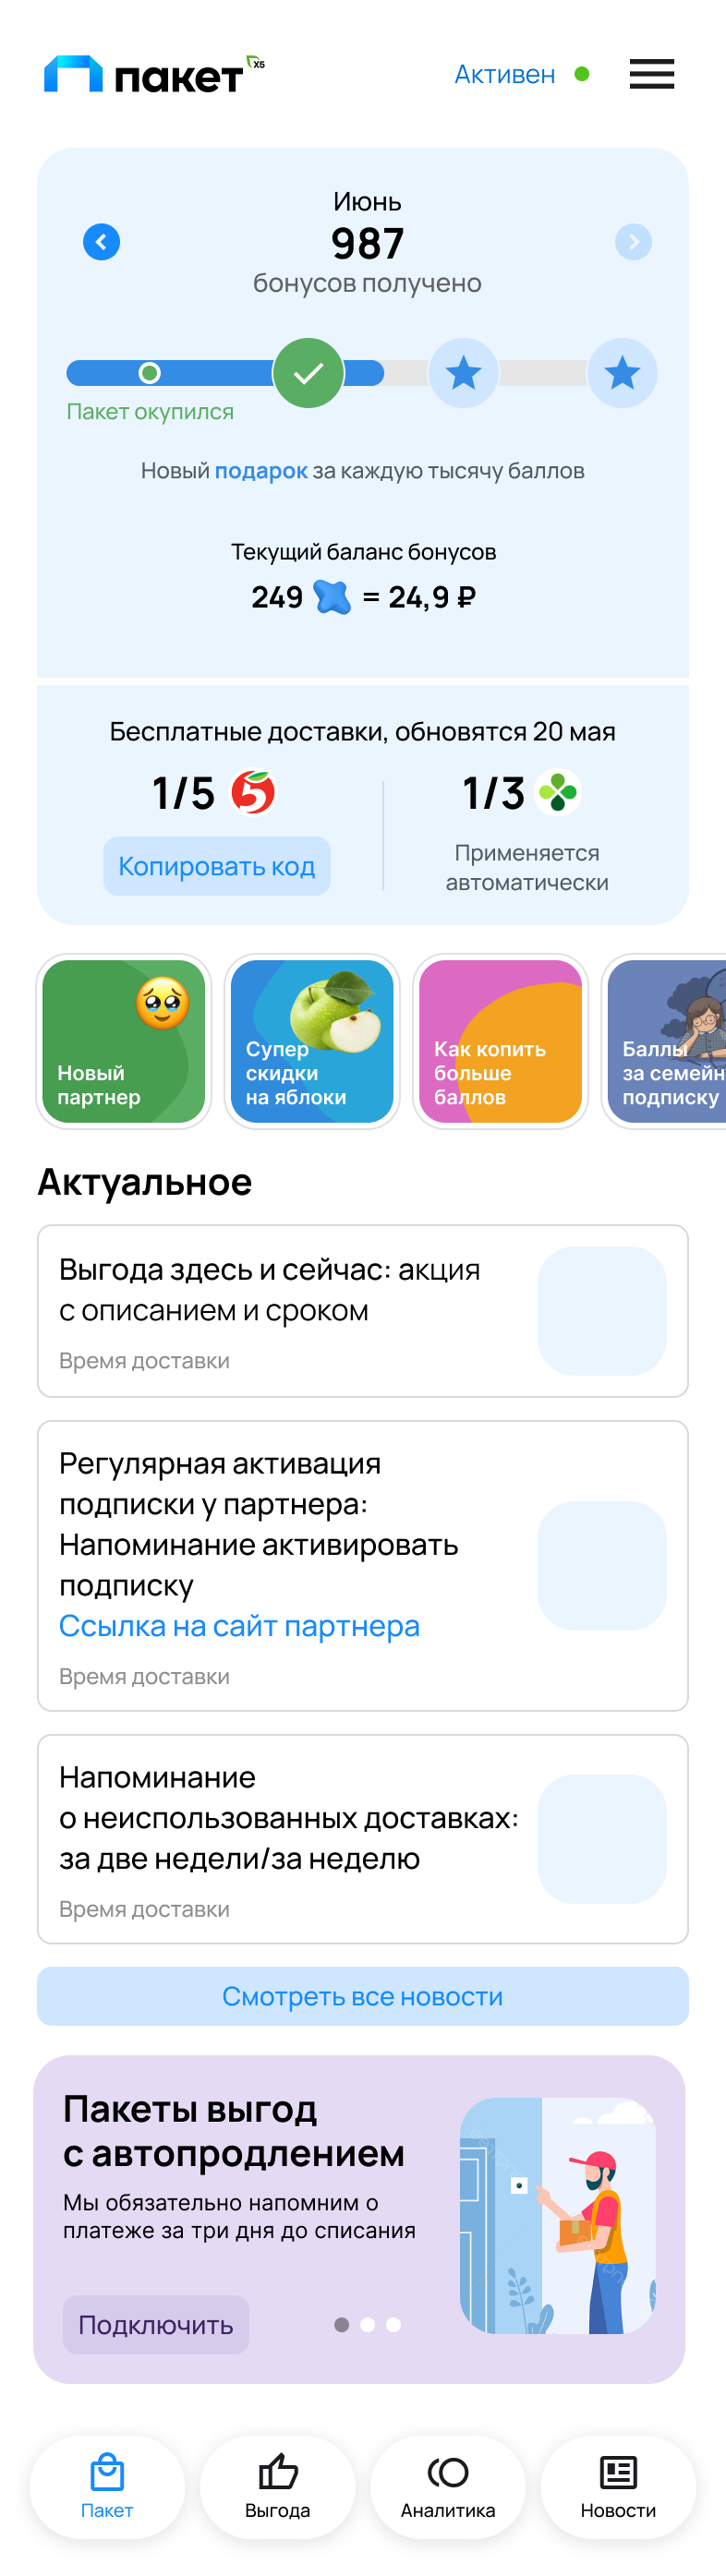 пакет X5
Активен
Июнь
987
бонусов получено
Пакет окупился
Новый подарок за каждую тысячу баллов
Текущий баланс бонусов
249 = 24,9 ₽
Бесплатные доставки, обновятся 20 мая
1/5
1/3
Копировать код
Применяется
автоматически
Новый
партнер
Супер
скидки
на яблоки
Как копить
больше
баллов
Баллы
за семейн
подписку
Актуальное
Выгода здесь и сейчас: акция
с описанием и сроком
Время доставки
Регулярная активация
подписки у партнера:
Напоминание активировать
подписку
Ссылка на сайт партнера
Время доставки
Напоминание
о неиспользованных доставках:
за две недели/за неделю
Время доставки
Смотреть все новости
Пакеты выгод
с автопродлением
Мы обязательно напомним о
платеже за три дня до списания
Подключить
Пакет
Выгода
Аналитика
Новости